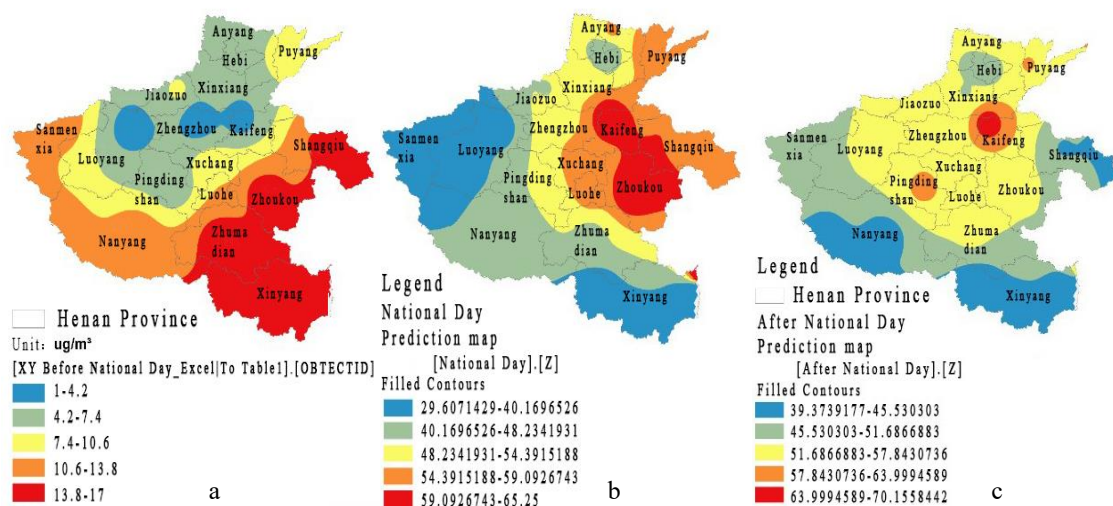 Anyang
Puyang
Hebi
Xinxiang
Jiaozuo
Sanmen
xia
Zhengzhou
Kaifeng
Shangqiu
Luoyang
Xuchang
Pingding
shan
Luohe
Zhoukou
Nanyang
Zhuma
dian
Xinyang
Henan Province
Unit: ug/m³
[XY Before National Day_Excel|To Table1].[OBTECTID]
1-4.2
4.2-7.4
7.4-10.6
10.6-13.8
13.8-17
a
Anyang
Puyang
Hebi
Xinxiang
Jiaozuo
Sanmen
xia
Luoyang
Zhengzhou
Kaifeng
Shangqiu
Xuchang
Pingding
shan
Luohe
Zhoukou
Nanyang
Zhuma
dian
Xinyang
Legend
National Day
Prediction map
[National Day].[Z]
Filled Contours
29.6071429-40.1696526
40.1696526-48.2341931
48.2341931-54.3915188
54.3915188-59.0926743
59.0926743-65.25
b
Anyang
Puyang
Hebi
Xinxiang
Jiaozuo
Sanmen
xia
Luoyang
Zhengzhou
Kaifeng
Shangqiu
Xuchang
Pingding
shan
Luohe
Zhoukou
Nanyang
Zhuma
dian
Xinyang
Legend
Henan Province
After National Day
Prediction map
[After National Day].[Z]
Filled Contours
39.3739177-45.530303
45.530303-51.6866883
51.6866883-57.8430736
57.8430736-63.9994589
63.9994589-70.1558442
c